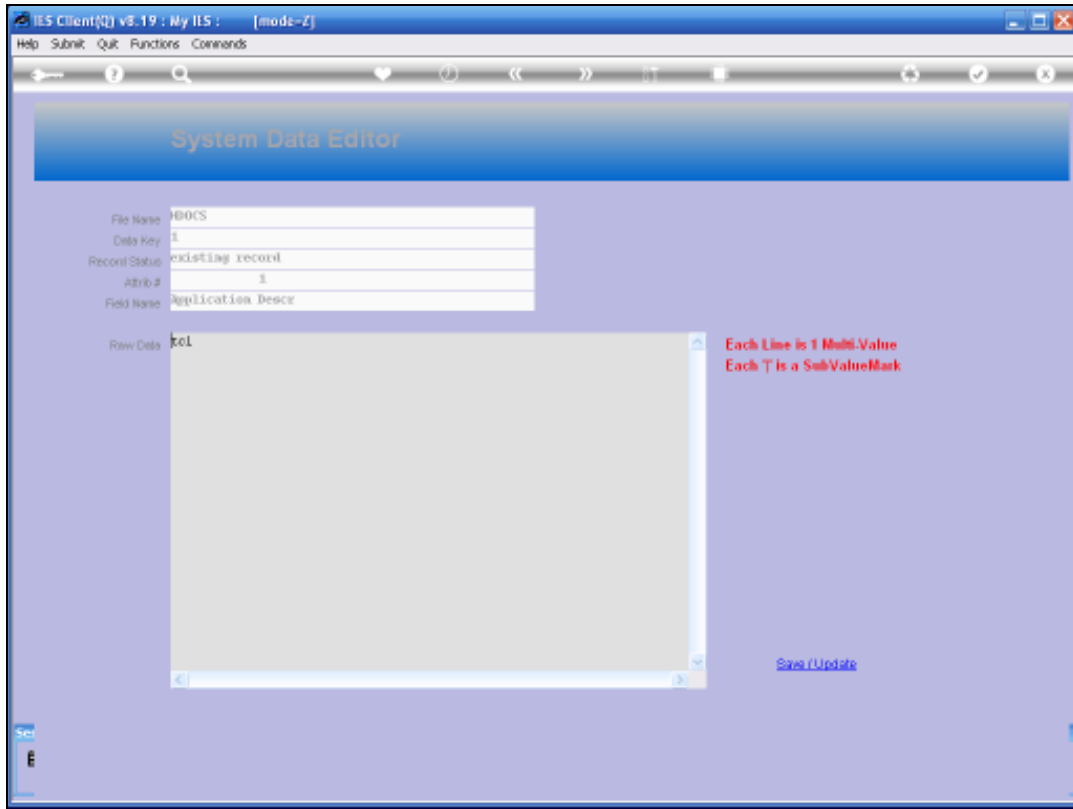 IES Client(Q) v8.19 : My IES : [mode-Z]
Help Submit Quit Functions Commands
System Data Editor
File Name HDOCS
Data Key 1
Record Status existing record
Attrib # 1
Field Name Application Descr
Raw Data tcl
Each Line is 1 Multi-Value
Each '|' is a SubValueMark
Save / Update
Ser